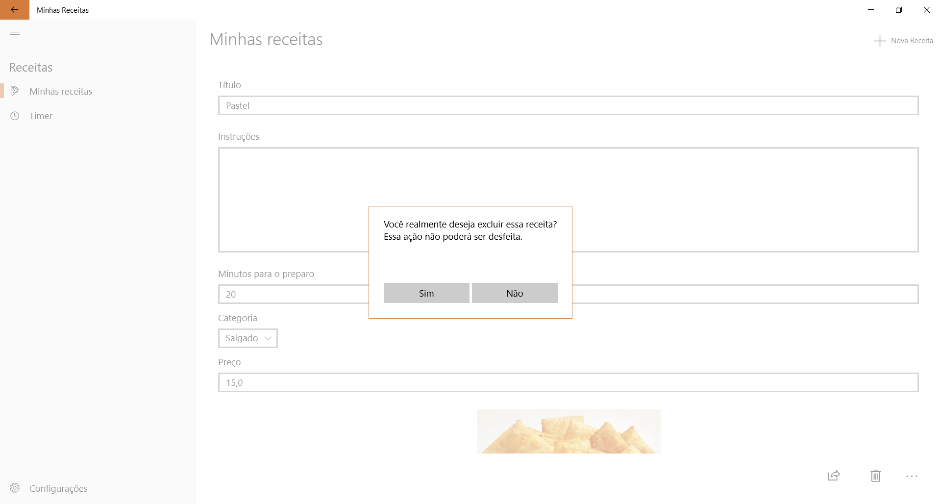 Minhas Receitas
Receitas
Minhas receitas
Timer
Configurações
Minhas receitas
Nova Receita
Título
Pastel
Instruções
Você realmente deseja excluir essa receita?
Essa ação não poderá ser desfeita.
Sim
Não
Minutos para o preparo
20
Categoria
Salgado
Preço
15,0